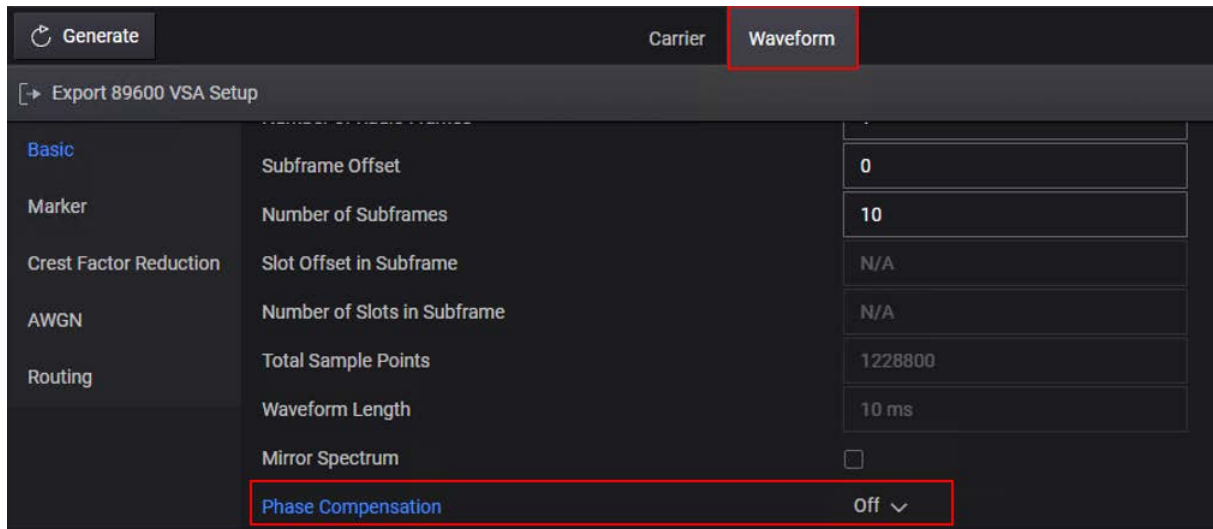 Generate
Carrier
Waveform
Export 89600 VSA Setup
Basic
Marker
Crest Factor Reduction
AWGN
Routing
Subframe Offset 0
Number of Subframes 10
Slot Offset in Subframe N/A
Number of Slots in Subframe N/A
Total Sample Points 1228800
Waveform Length 10 ms
Mirror Spectrum
Phase Compensation Off